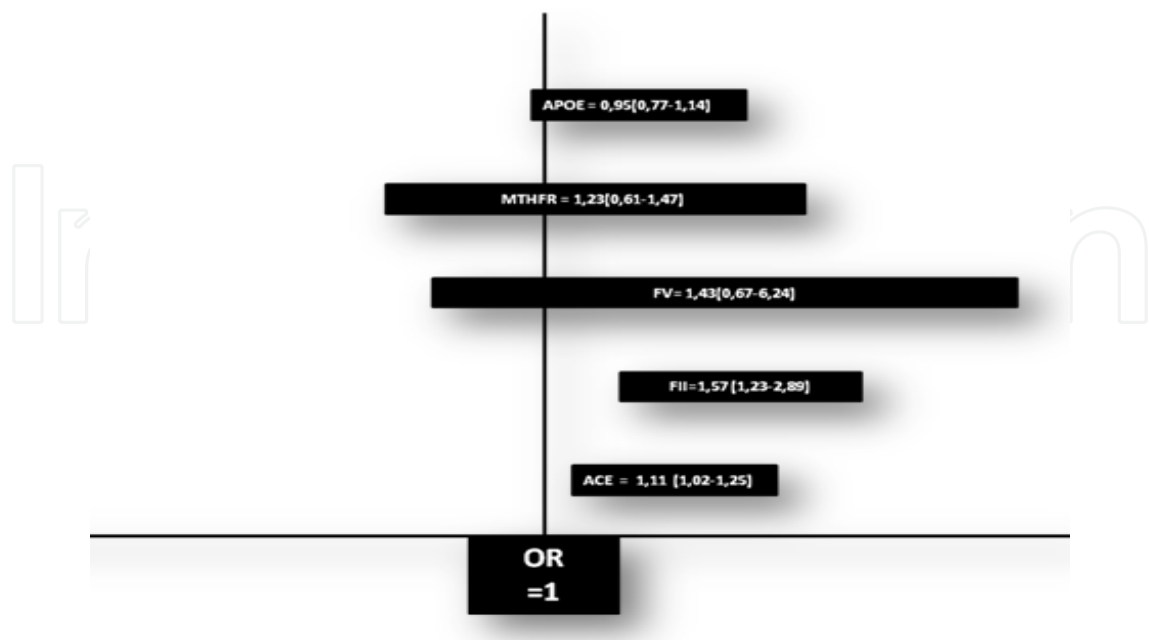 APOE = 0,95[0,77-1,14]
MTHFR = 1,23[0,61-1,47]
FV= 1,43[0,67-6,24]
FII=1,57 [1,23-2,89]
ACE = 1,11 [1,02-1,25]
OR
=1